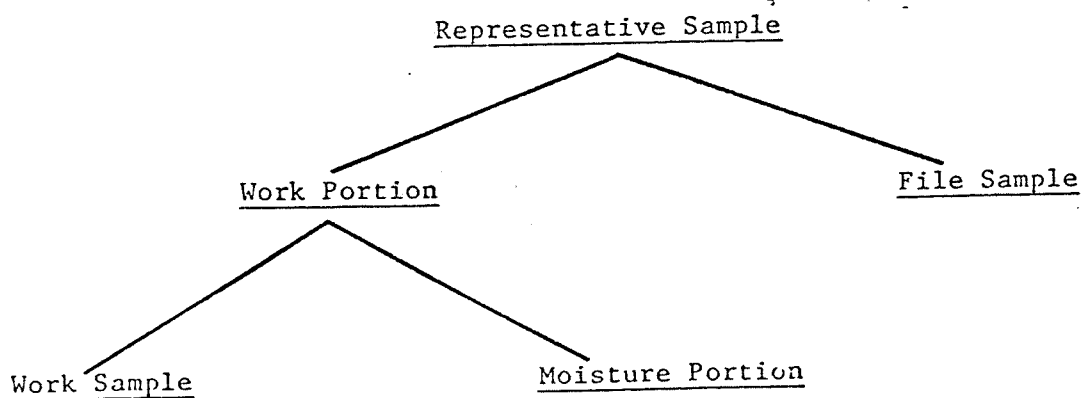 Representative Sample
Work Portion
File Sample
Work Sample
Moisture Portion